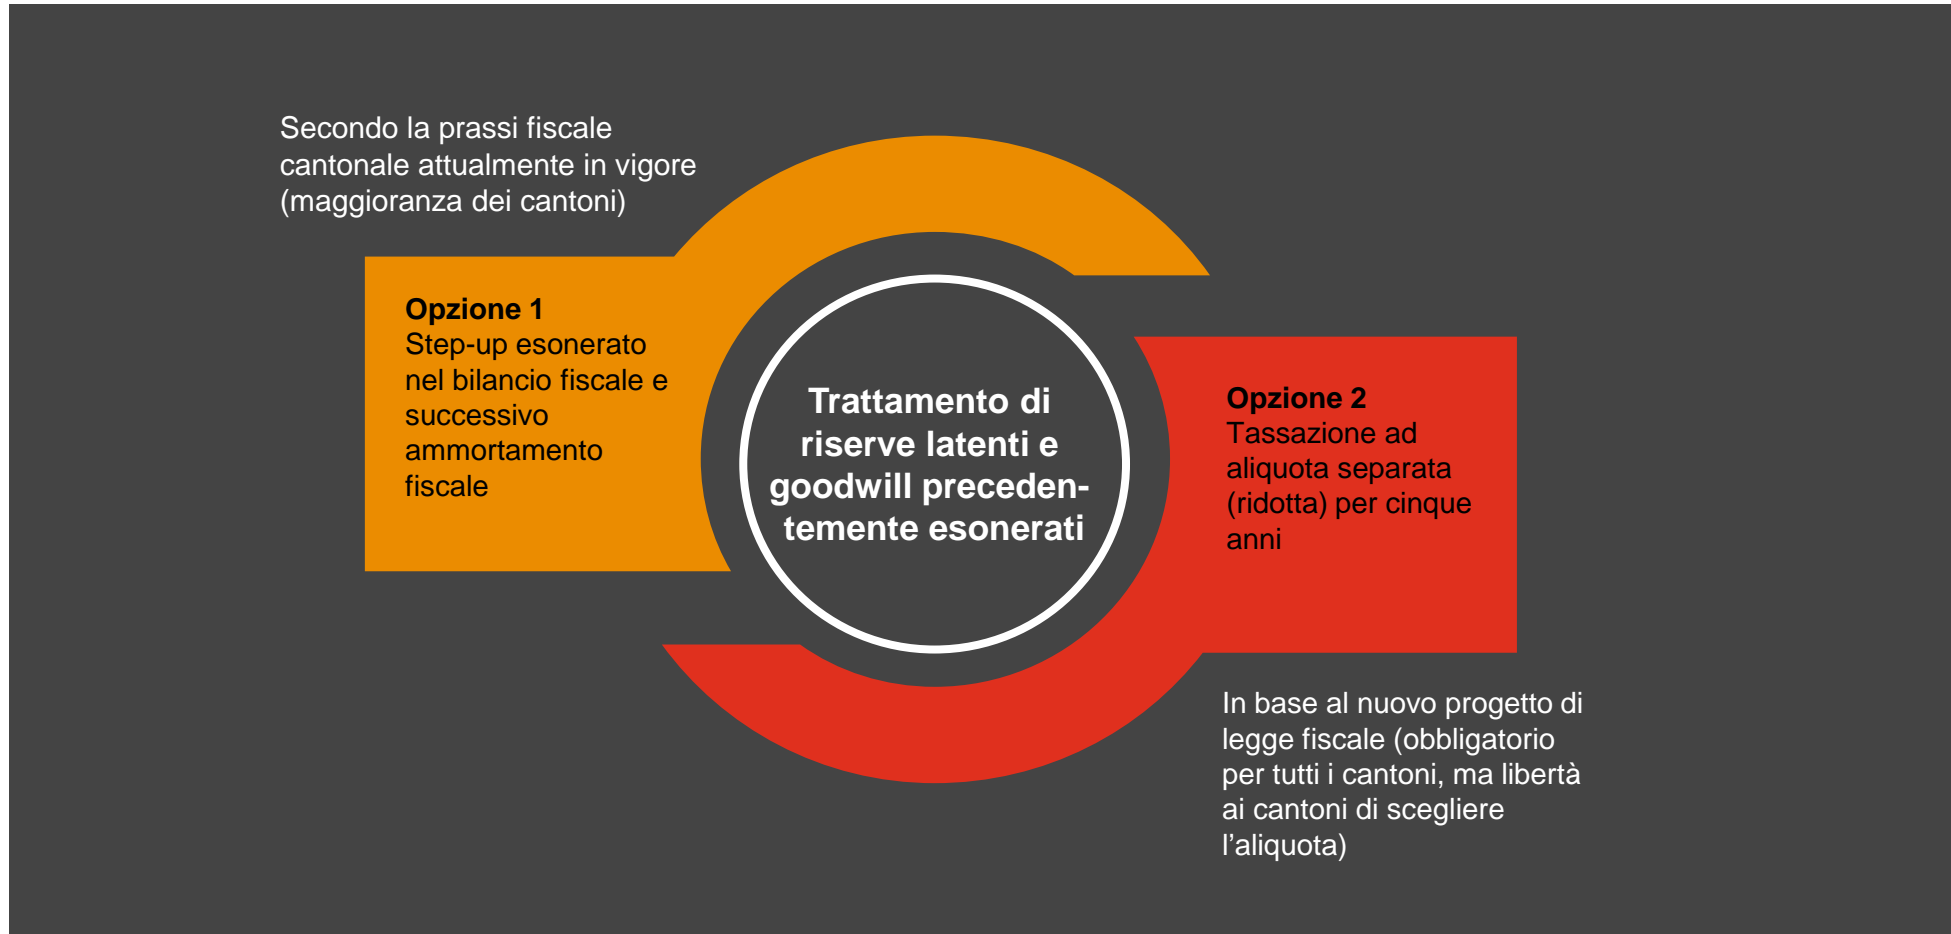 Secondo la prassi fiscale
cantonale attualmente in vigore
(maggioranza dei cantoni)
Opzione 1
Step-up esonerato
nel bilancio fiscale e
successivo
ammortamento
fiscale
Trattamento di
riserve latenti e
goodwill preceden-
temente esonerati
Opzione 2
Tassazione ad
aliquota separata
(ridotta) per cinque
anni
In base al nuovo progetto di
legge fiscale (obbligatorio
per tutti i cantoni, ma libertà
ai cantoni di scegliere
l’aliquota)